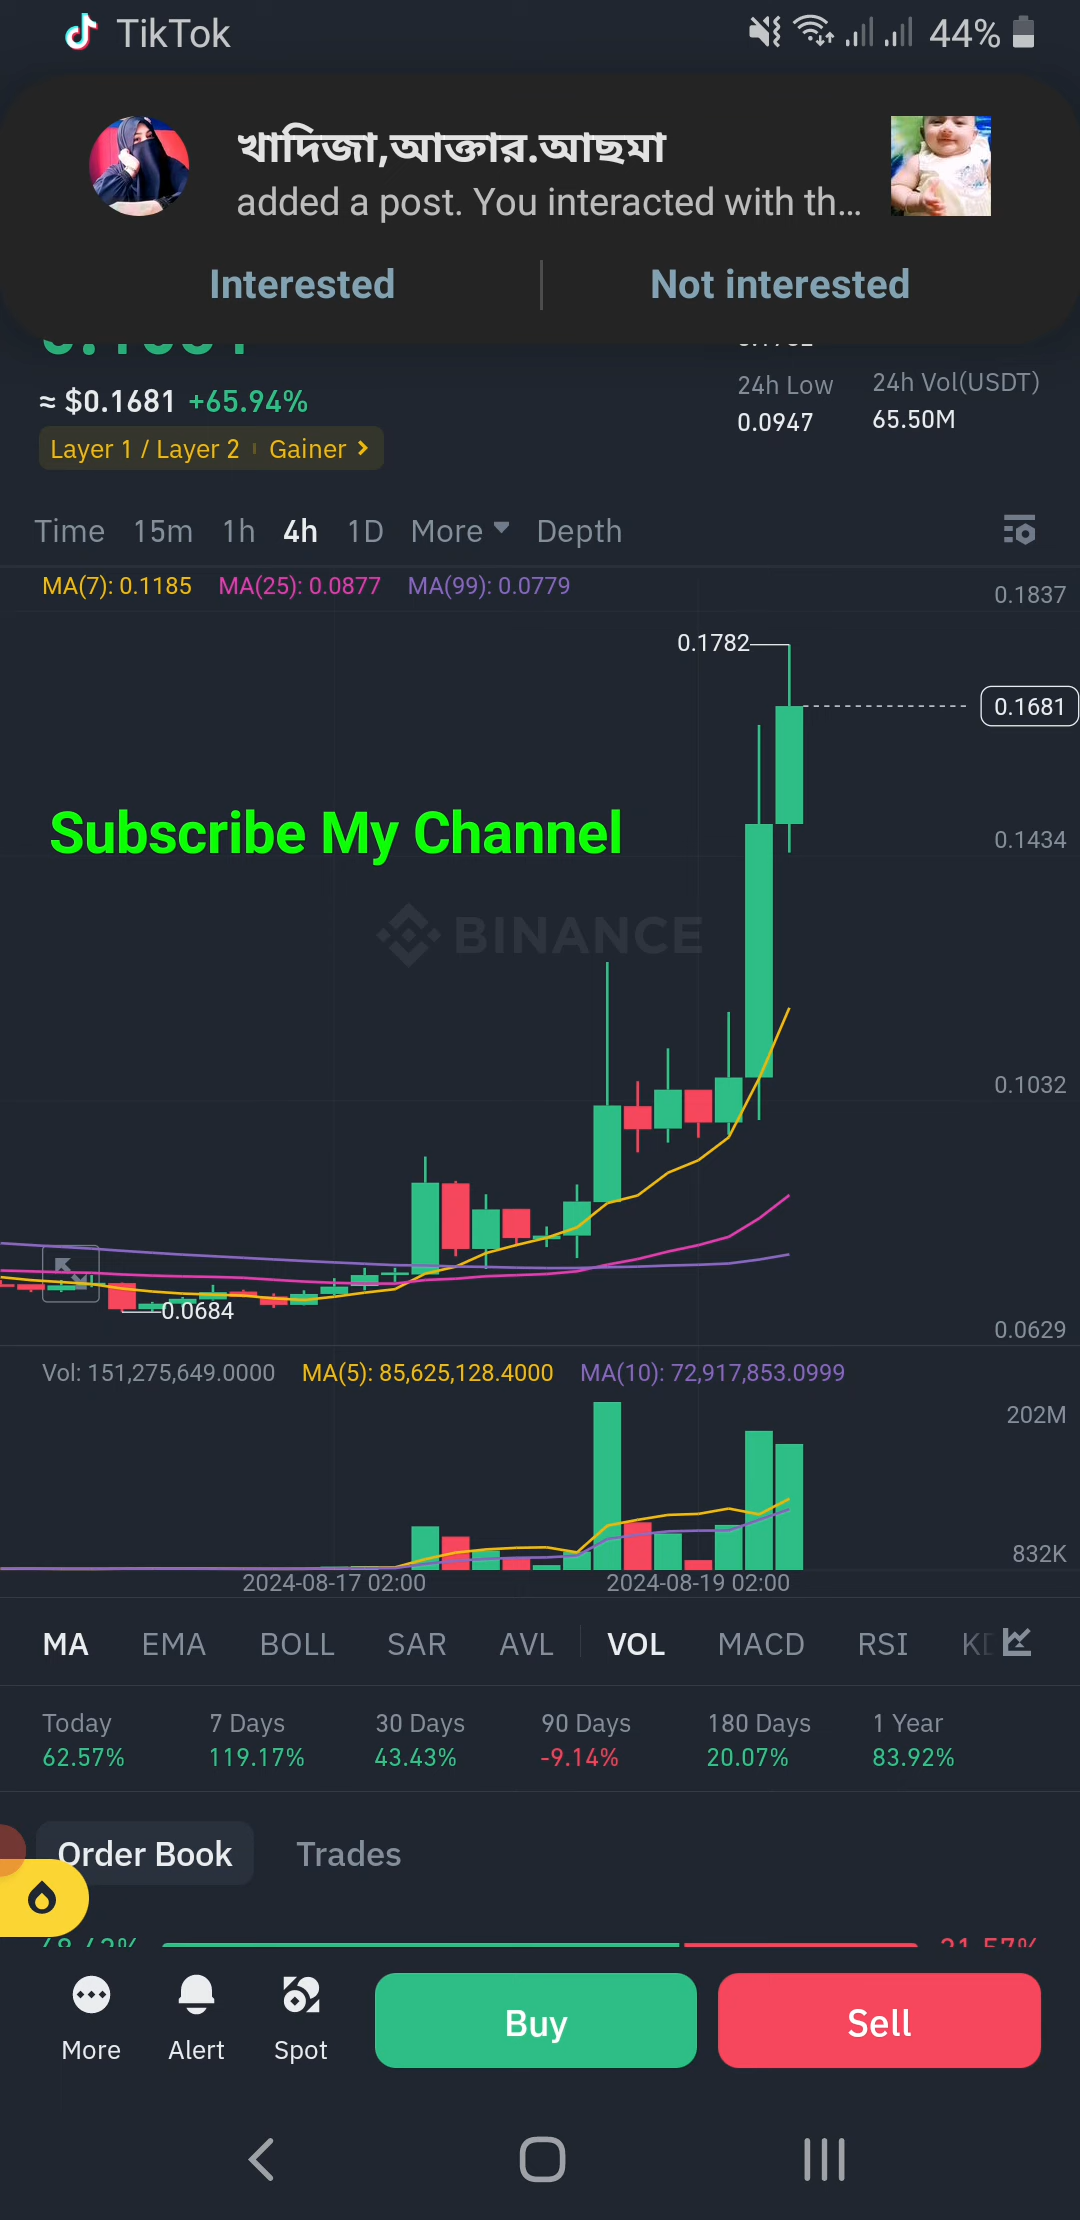 TikTok
44%
খাদিজা,আক্তার.আছমা
added a post. You interacted with th...
Interested
Not interested
≈ $0.1681 +65.94%
24h Low
24h Vol(USDT)
0.0947
65.50M
Layer 1 / Layer 2 Gainer
Time 15m 1h 4h 1D More Depth
MA(7): 0.1185 MA(25): 0.0877 MA(99): 0.0779
0.1837
0.1782
0.1681
Subscribe My Channel
0.1434
BINANCE
0.1032
0.0684
0.0629
Vol: 151,275,649.0000 MA(5): 85,625,128.4000 MA(10): 72,917,853.0999
202M
832K
2024-08-17 02:00
2024-08-19 02:00
MA EMA BOLL SAR AVL VOL MACD RSI
Today 7 Days 30 Days 90 Days 180 Days 1 Year
62.57% 119.17% 43.43% -9.14% 20.07% 83.92%
Order Book Trades
More Alert Spot Buy Sell